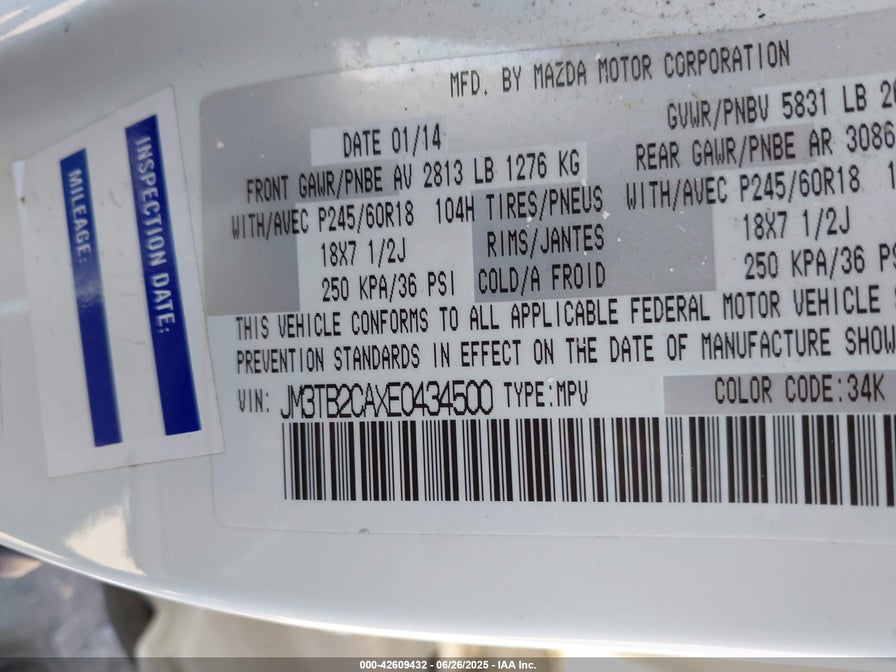 MFD. BY MAZDA MOTOR CORPORATION
DATE 01/14
GVWR/PNBV 5831 LB
FRONT GAWR/PNBE AV 2813 LB 1276 KG
REAR GAWR/PNBE AR 3086
WITH/AVEC P245/60R18 104H TIRES/PNEUS WITH/AVEC P245/60R18
18X7 1/2J RIMS/JANTES 18X7 1/2J
250 KPA/36 PSI COLD/A FROID 250 KPA/36
THIS VEHICLE CONFORMS TO ALL APPLICABLE FEDERAL MOTOR VEHICLE
PREVENTION STANDARDS IN EFFECT ON THE DATE OF MANUFACTURE SHOW
VIN: JM3TB2CAXE0434500 TYPE:MPV COLOR CODE:34K
INSPECTION DATE:
MILEAGE:
000-42609432 - 06/26/2025 - IAA Inc.